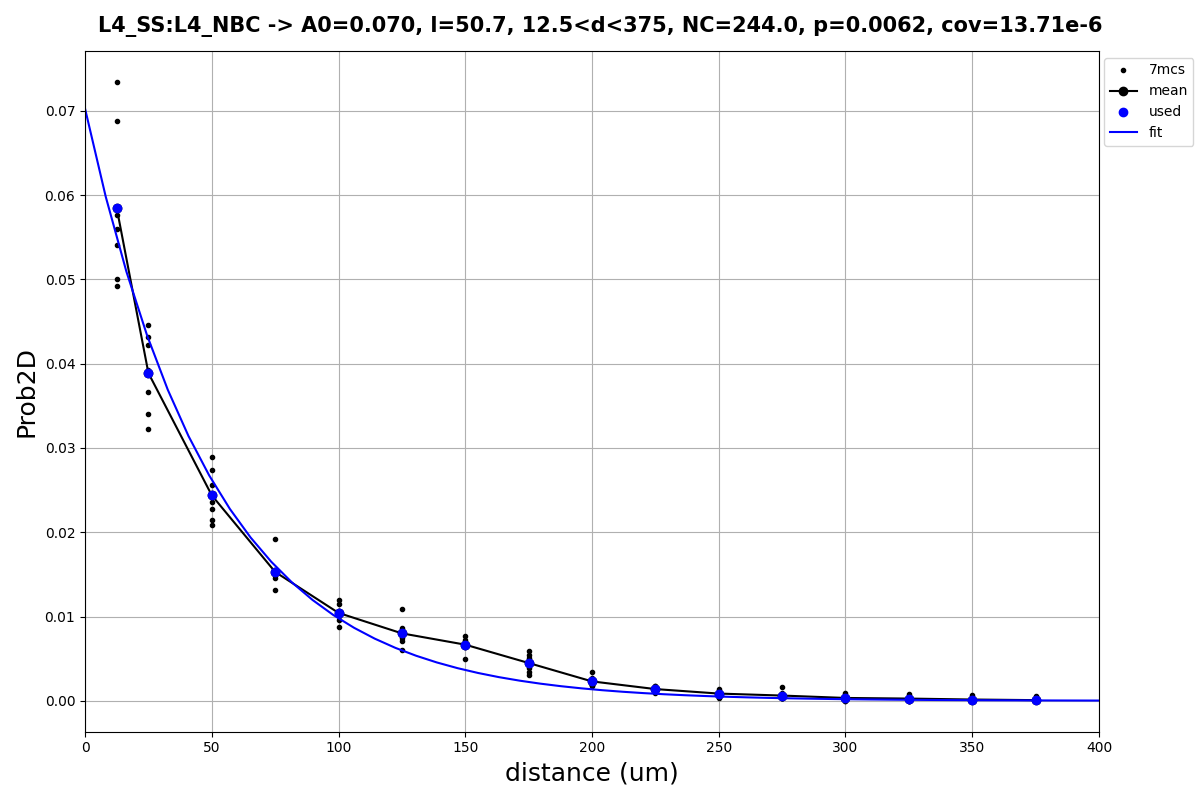 L4_SS:L4_NBC -> A0=0.070, l=50.7, 12.5<d<375, NC=244.0, p=0.0062, cov=13.71e-6
7mcs
mean
used
fit
0.07
0.06
0.05
0.04
0.03
0.02
0.01
0.00
Prob2D
0 50 100 150 200 250 300 350 400
distance (um)